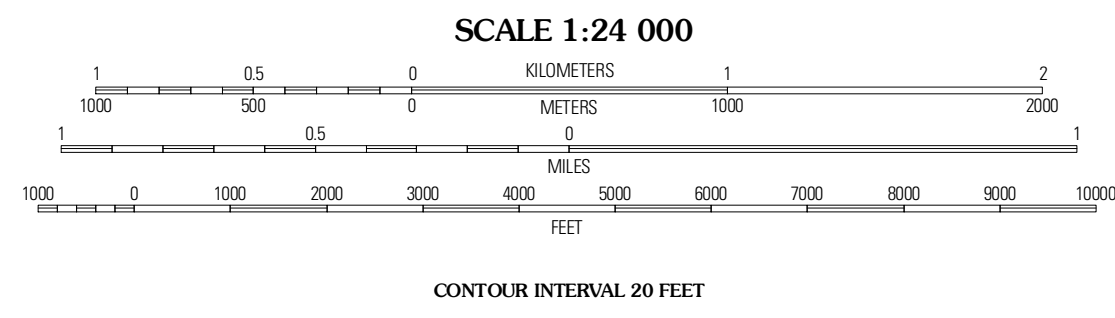 SCALE 1:24 000
1 0.5 0 KILOMETERS 1 2
1000 500 0 METERS 1000 2000
1 0.5 0 1
MILES
1000 0 1000 2000 3000 4000 5000 6000 7000 8000 9000 10000
FEET
CONTOUR INTERVAL 20 FEET